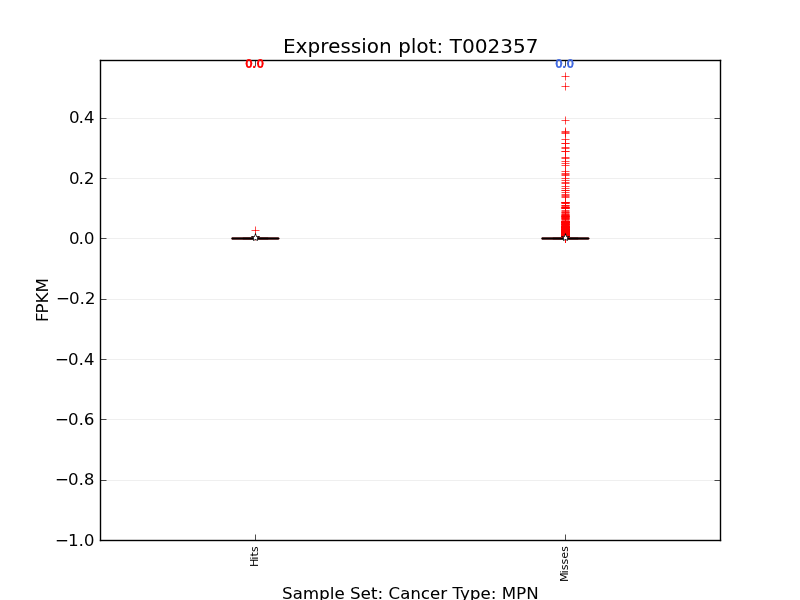 Expression plot: T002357
0.0
0.0
0.4
0.2
0.0
−0.2
−0.4
−0.6
−0.8
−1.0
FPKM
Hits
Misses
Sample Set: Cancer Type: MPN